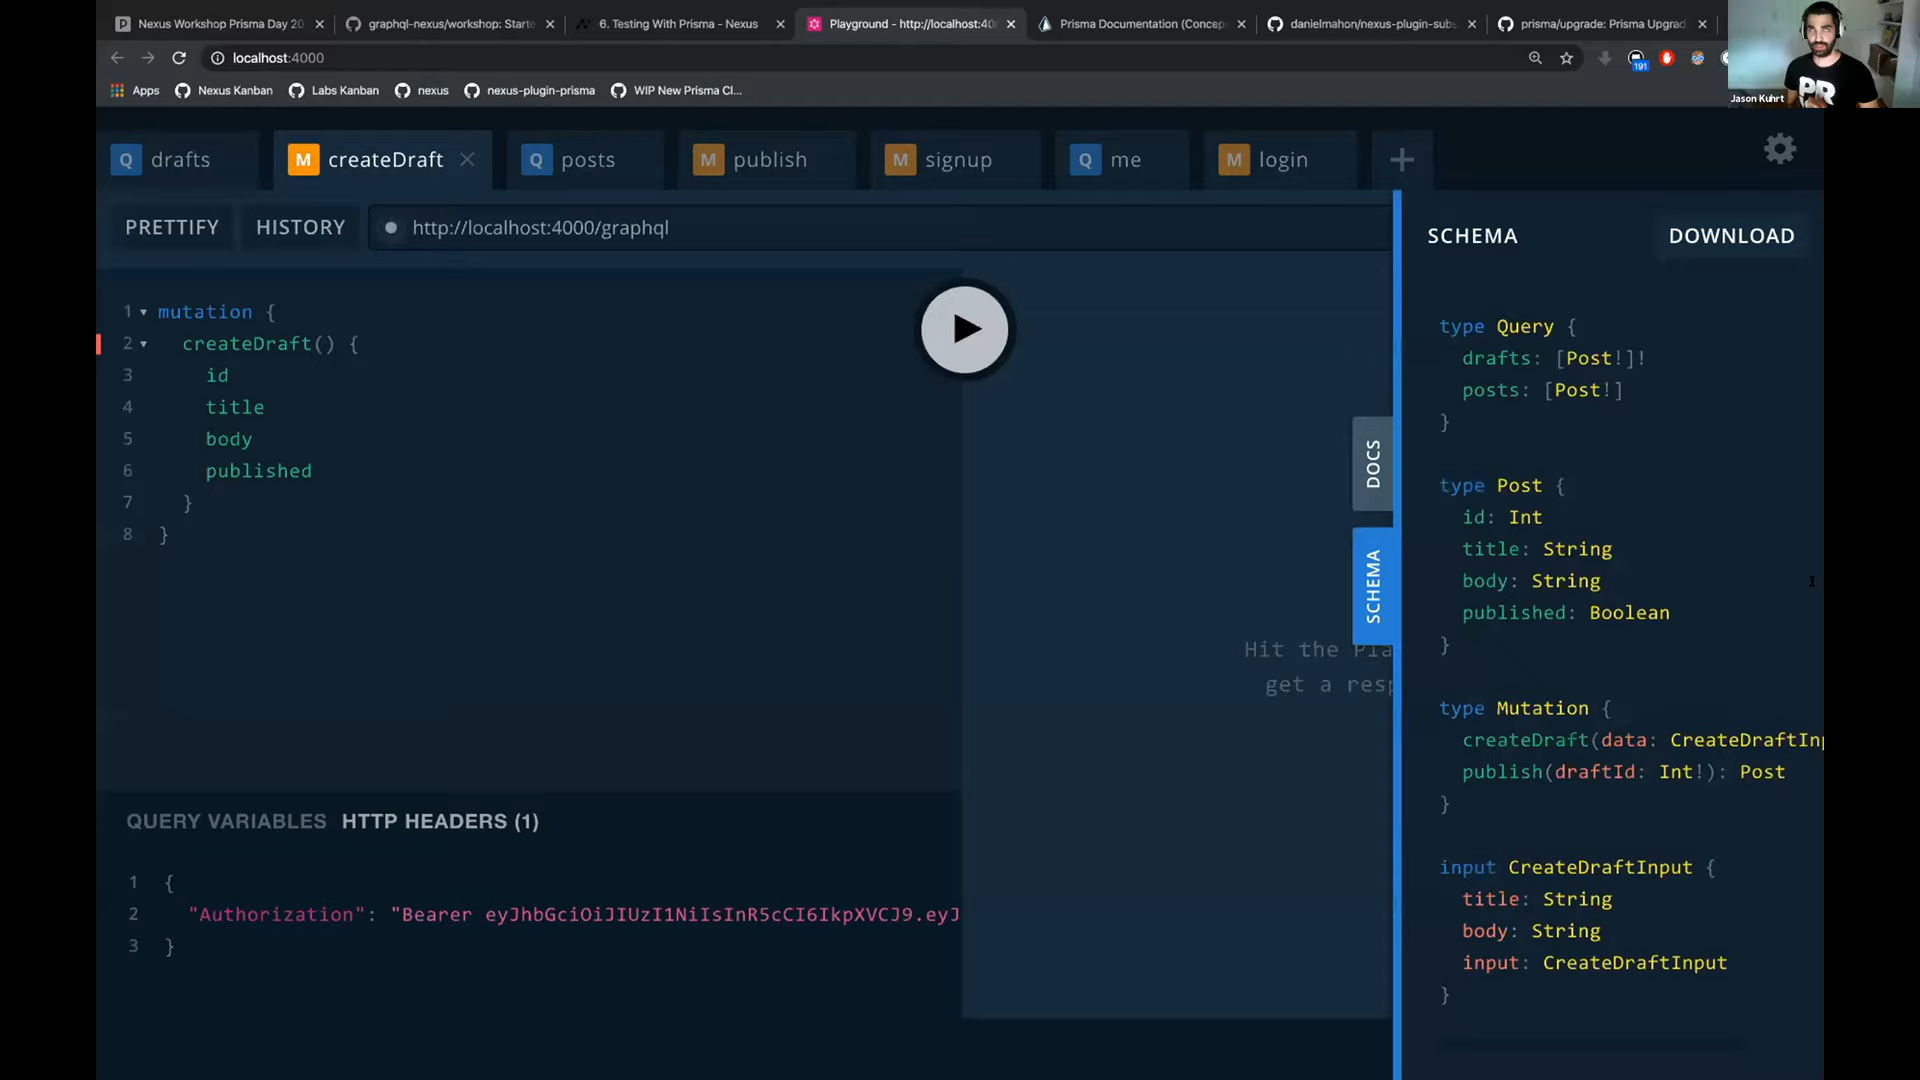 Nexus Workshop Prisma Day 20
graphql-nexus/workshop: Starte
6. Testing With Prisma - Nexus
Playground - http://localhost:40
Prisma Documentation (Concep
danielmahon/nexus-plugin-subs
prisma/upgrade: Prisma Upgrad
localhost:4000
191
Apps
Nexus Kanban
Labs Kanban
nexus
nexus-plugin-prisma
WIP New Prisma Cl...
PR
Jason Kuhrt
Q drafts
M createDraft
Q posts
M publish
M signup
Q me
M login
PRETTIFY
HISTORY
http://localhost:4000/graphql
1 mutation {
2 createDraft() {
3 id
4 title
5 body
6 published
7 }
8 }
QUERY VARIABLES HTTP HEADERS (1)
1 {
2 "Authorization": "Bearer eyJhbGciOiJIUzI1NiIsInR5cCI6IkpXVCJ9.eyJ
3 }
Hit the Pla
get a resp
DOCS
SCHEMA
SCHEMA
DOWNLOAD
type Query {
drafts: [Post!]!
posts: [Post!]
}
type Post {
id: Int
title: String
body: String
published: Boolean
}
type Mutation {
createDraft(data: CreateDraftInp
publish(draftId: Int!): Post
}
input CreateDraftInput {
title: String
body: String
input: CreateDraftInput
}